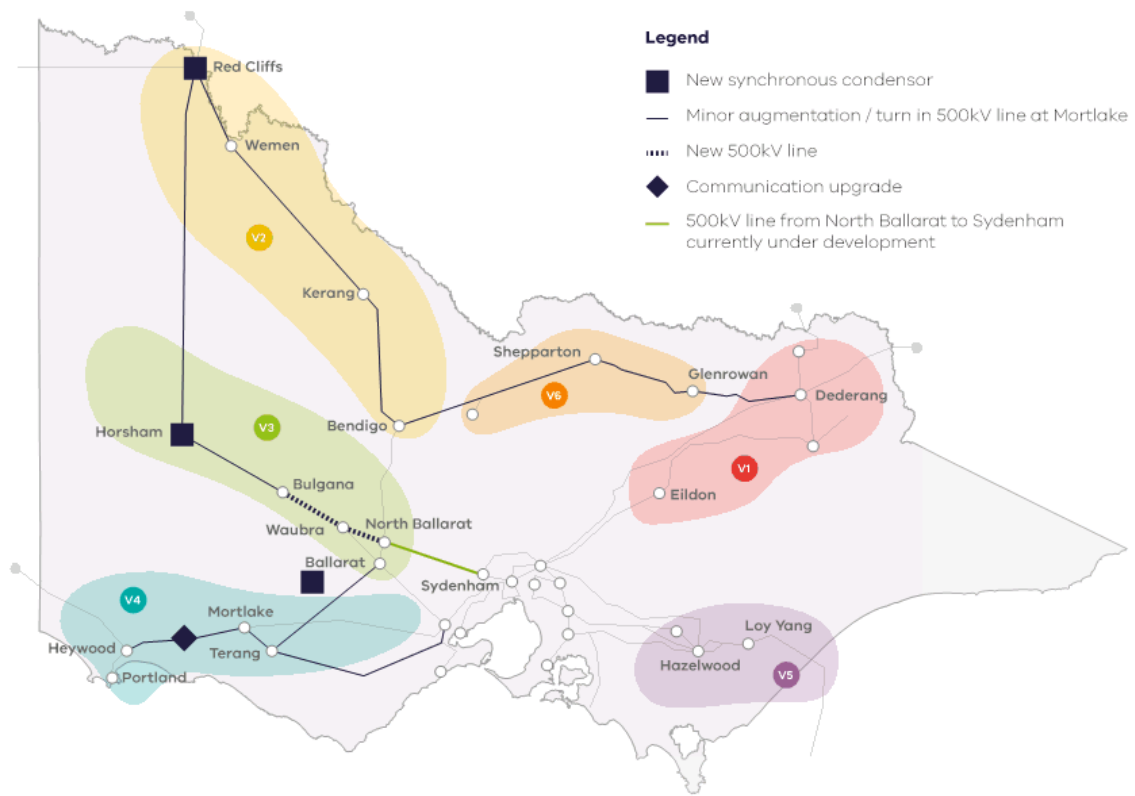 Legend
New synchronous condensor
Minor augmentation / turn in 500kV line at Mortlake
New 500kV line
Communication upgrade
500kV line from North Ballarat to Sydenham
currently under development
Red Cliffs
Wemen
V2
Kerang
Shepparton
Glenrowan
V6
Dederang
Bendigo
Horsham
V3
V1
Bulgana
Eildon
Waubra
North Ballarat
Ballarat
Sydenham
V4
Mortlake
Loy Yang
Heywood
Terang
Hazelwood
Portland
V5